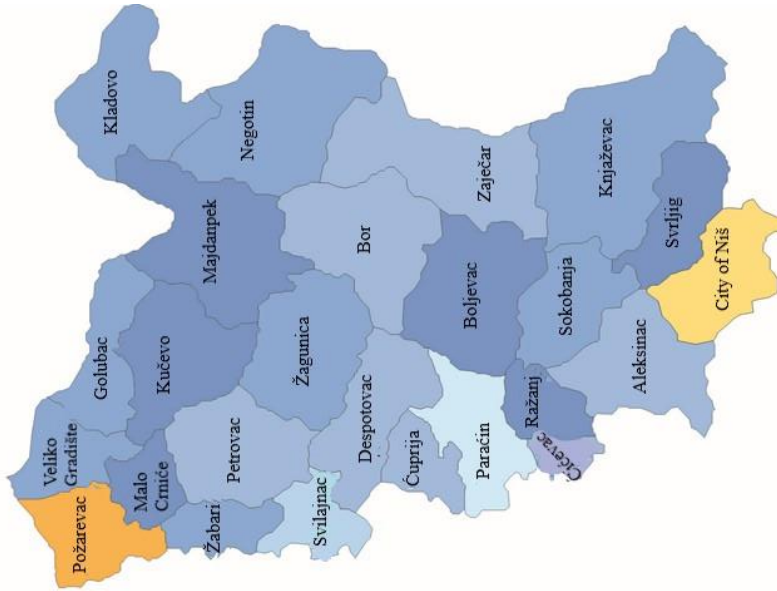 Kladovo
Negotin
Majdanpek
Zaječar
Knjaževac
Bor
Svrljig
City of Niš
Golubac
Kučevo
Boljevac
Sokobanja
Žagunica
Aleksinac
Veliko
Gradište
Malo
Crniće
Petrovac
Despotovac
Ražanj
Ćuprija
Paraćin
Ćićevac
Požarevac
Žabari
Svilajnac